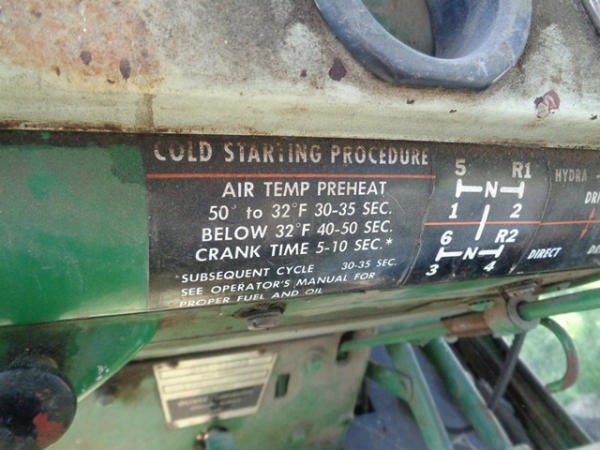 COLD STARTING PROCEDURE
AIR TEMP PREHEAT
50° to 32°F 30-35 SEC.
BELOW 32°F 40-50 SEC.
CRANK TIME 5-10 SEC.*
*SUBSEQUENT CYCLE 30-35 SEC.
SEE OPERATOR'S MANUAL FOR
PROPER FUEL AND OIL
5 R1
N
1 2
6 R2
N
3 4
DIRECT
HYDRA